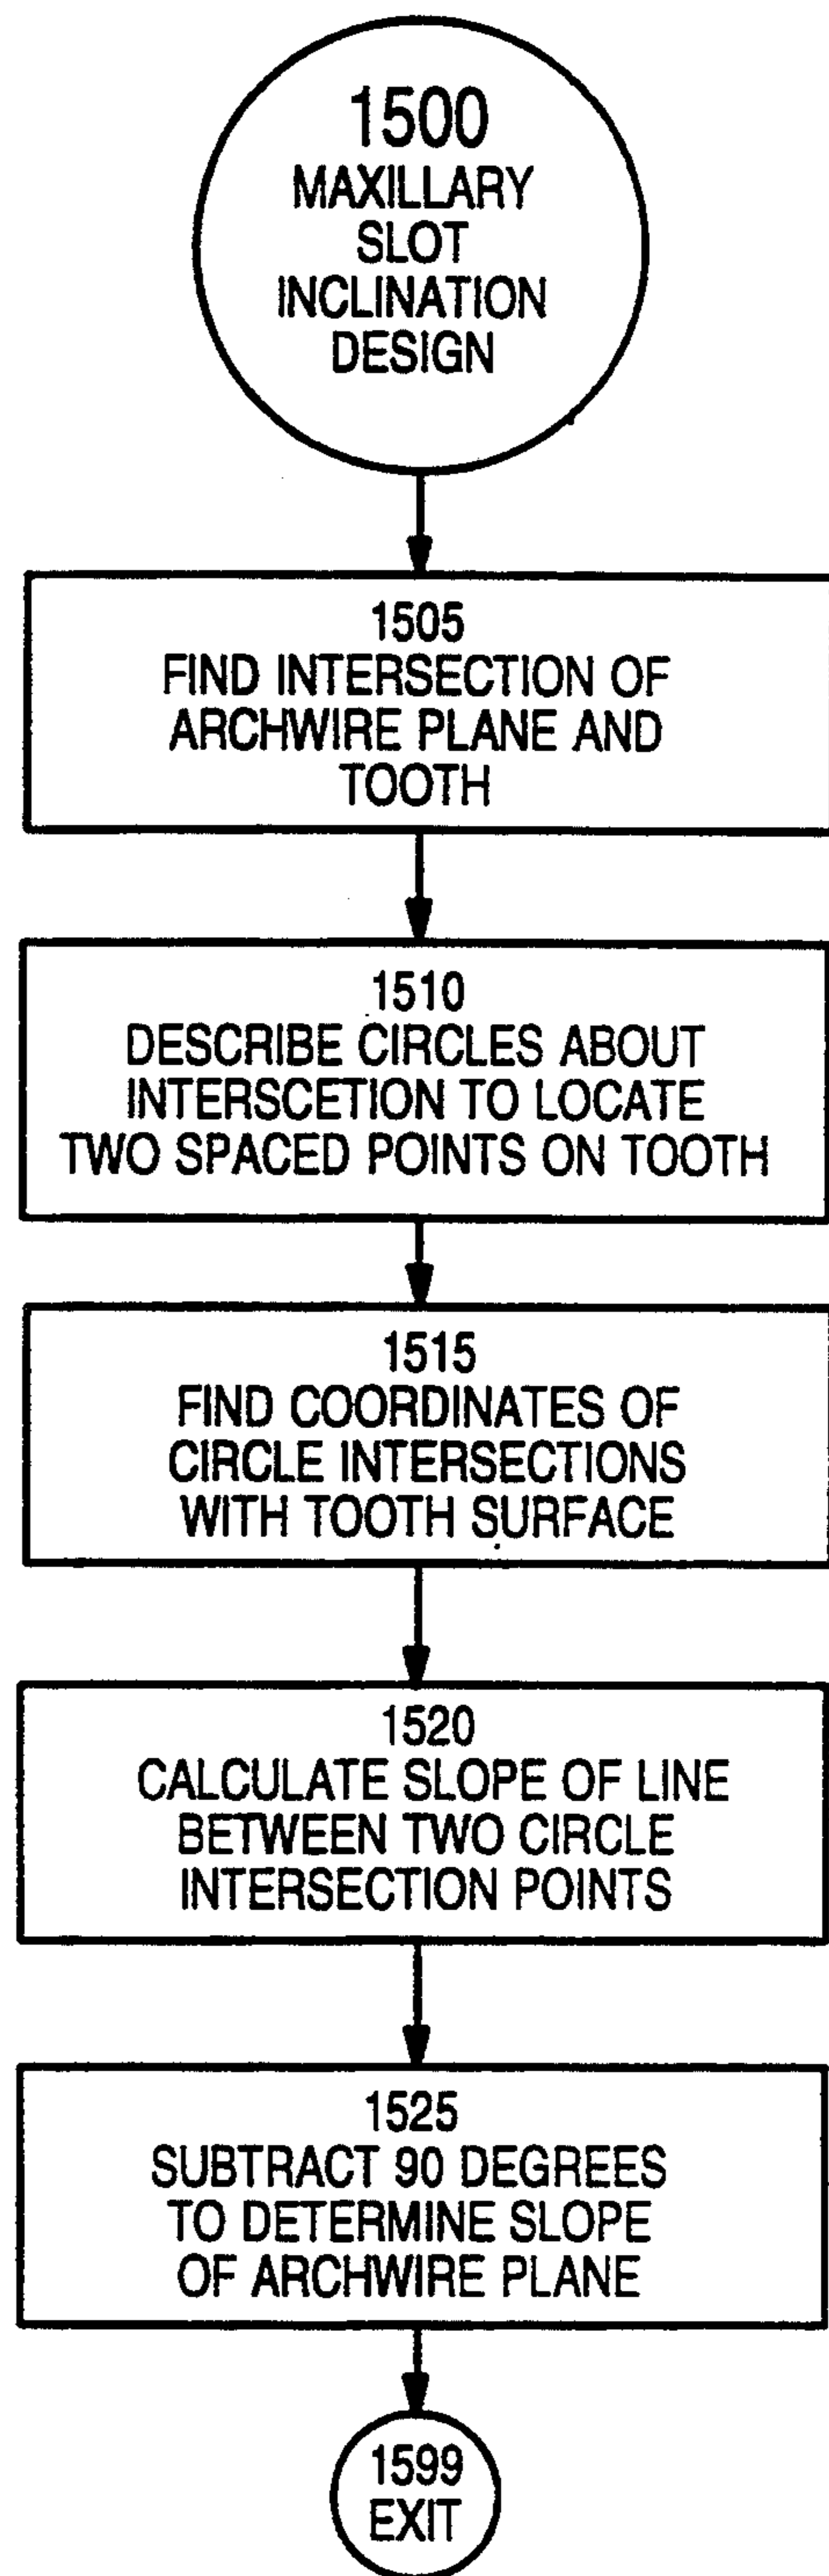 1500
MAXILLARY
SLOT
INCLINATION
DESIGN
1505
FIND INTERSECTION OF
ARCHWIRE PLANE AND
TOOTH
1510
DESCRIBE CIRCLES ABOUT
INTERSCETION TO LOCATE
TWO SPACED POINTS ON TOOTH
1515
FIND COORDINATES OF
CIRCLE INTERSECTIONS
WITH TOOTH SURFACE
1520
CALCULATE SLOPE OF LINE
BETWEEN TWO CIRCLE
INTERSECTION POINTS
1525
SUBTRACT 90 DEGREES
TO DETERMINE SLOPE
OF ARCHWIRE PLANE
1599
EXIT